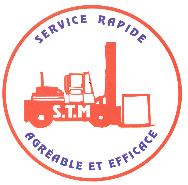 SERVICE RAPIDE
S.T.M
AGRÉABLE ET EFFICACE